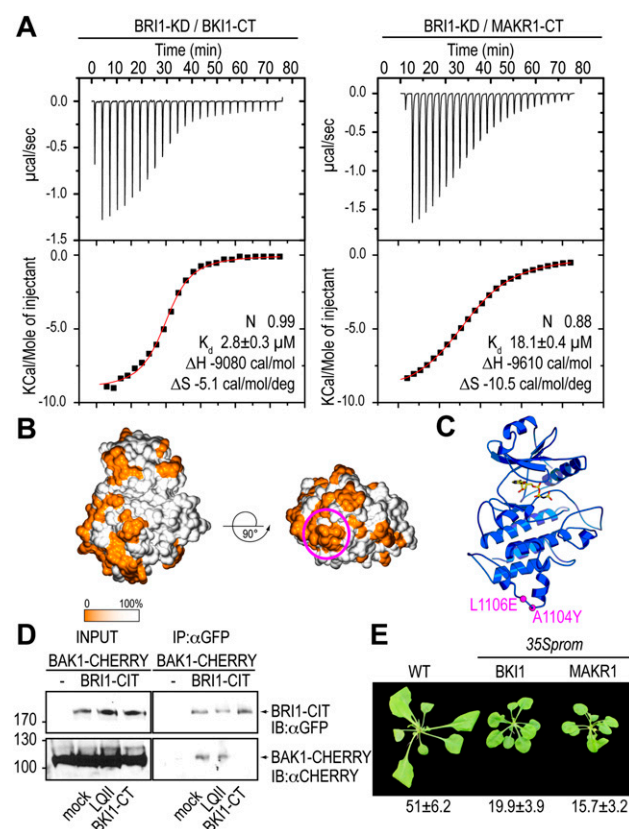 A
BRI1-KD / BKI1-CT
Time (min)
0 10 20 30 40 50 60 70 80
0.0
-0.5
-1.0
-1.5
µcal/sec
0.0
-5.0
-10.0
KCal/Mole of injectant
N 0.99
Kd 2.8±0.3 µM
ΔH -9080 cal/mol
ΔS -5.1 cal/mol/deg
BRI1-KD / MAKR1-CT
Time (min)
0 10 20 30 40 50 60 70 80
0.0
-0.5
-1.0
-1.5
-2.0
µcal/sec
0.0
-5.0
-10.0
KCal/Mole of injectant
N 0.88
Kd 18.1±0.4 µM
ΔH -9610 cal/mol
ΔS -10.5 cal/mol/deg
B
90°
0 100%
C
L1106E
A1104Y
D
INPUT IP:αGFP
BAK1-CHERRY BAK1-CHERRY
- BRI1-CIT - BRI1-CIT
170
BRI1-CIT
IB:αGFP
130
100
BAK1-CHERRY
IB:αCHERRY
mock LQII BKI1-CT mock LQII BKI1-CT
E
35Sprom
WT BKI1 MAKR1
51±6.2 19.9±3.9 15.7±3.2